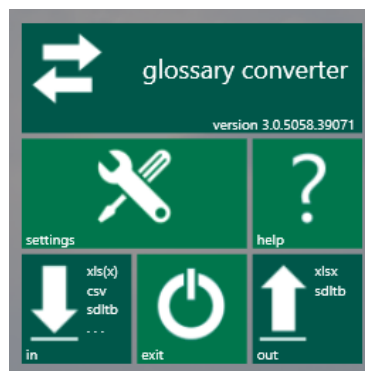 glossary converter
version 3.0.5058.39071
settings
?
help
xls(x)
csv
sdltb
. . .
in
exit
xlsx
sdltb
out